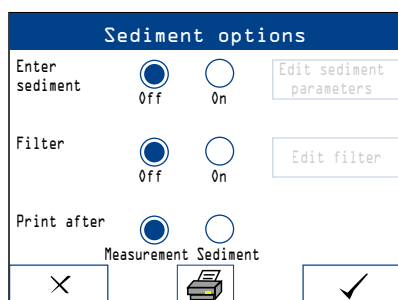 Sediment options
Enter
sediment
Off
On
Edit sediment
parameters
Filter
Off
On
Edit filter
Print after
Measurement
Sediment